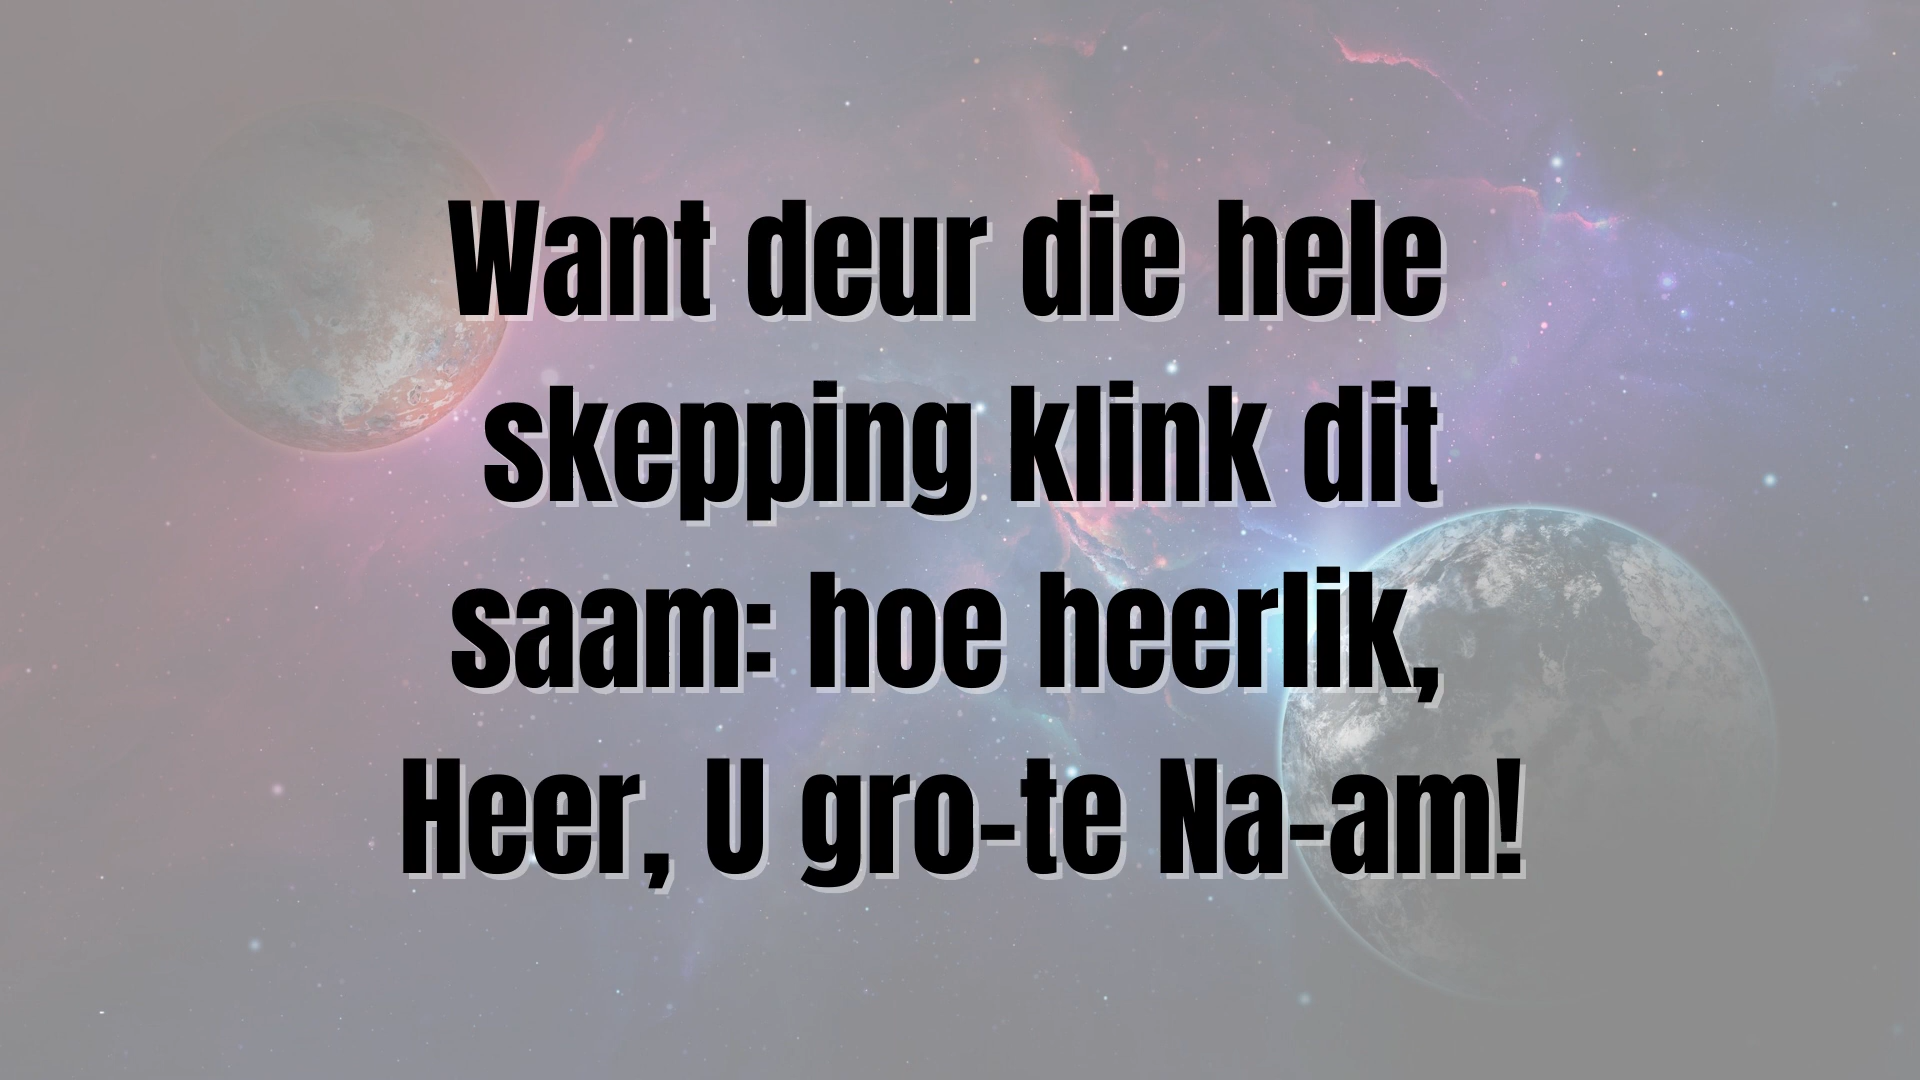 Want deur die hele
skepping klink dit
saam: hoe heerlik,
Heer, U gro-te Na-am!